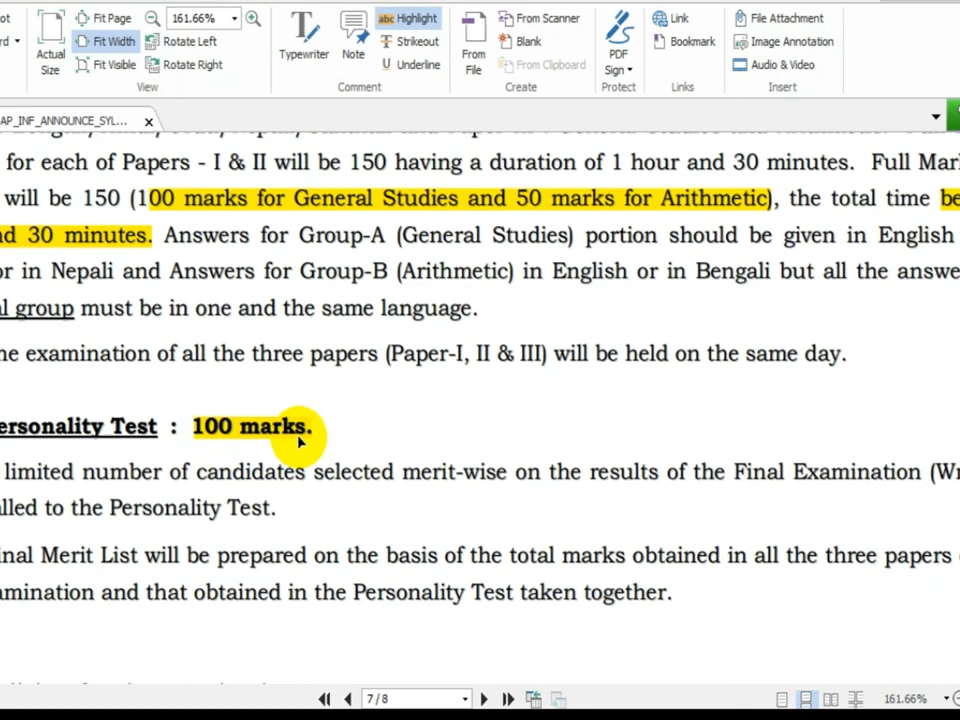 ot Fit Page 161.66% abc Highlight From Scanner Link File Attachment
rd Actual Size Fit Width Rotate Left Typewriter Note Strikeout From File Blank PDF Sign Bookmark Image Annotation
Fit Visible Rotate Right U Underline From Clipboard Audio & Video
View Comment Create Protect Links Insert
AP_INF_ANNOUNCE_SYL...
for each of Papers - I & II will be 150 having a duration of 1 hour and 30 minutes. Full Mar
will be 150 (100 marks for General Studies and 50 marks for Arithmetic), the total time be
nd 30 minutes. Answers for Group-A (General Studies) portion should be given in English
or in Nepali and Answers for Group-B (Arithmetic) in English or in Bengali but all the answe
al group must be in one and the same language.
he examination of all the three papers (Paper-I, II & III) will be held on the same day.
ersonality Test : 100 marks.
limited number of candidates selected merit-wise on the results of the Final Examination (Wr
lled to the Personality Test.
inal Merit List will be prepared on the basis of the total marks obtained in all the three papers
amination and that obtained in the Personality Test taken together.
7/8 161.66%